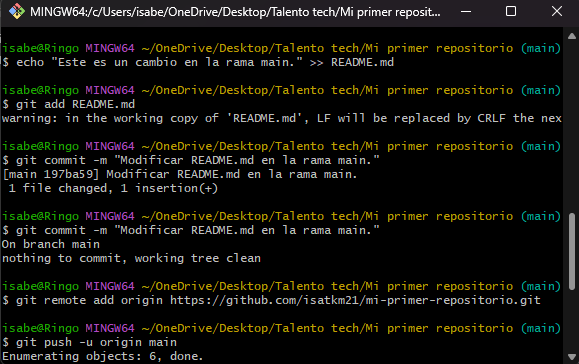 MINGW64:/c/Users/isabe/OneDrive/Desktop/Talento tech/Mi primer reposit...
isabe@Ringo MINGW64 ~/OneDrive/Desktop/Talento tech/Mi primer repositorio (main)
$ echo "Este es un cambio en la rama main." >> README.md
isabe@Ringo MINGW64 ~/OneDrive/Desktop/Talento tech/Mi primer repositorio (main)
$ git add README.md
warning: in the working copy of 'README.md', LF will be replaced by CRLF the nex
isabe@Ringo MINGW64 ~/OneDrive/Desktop/Talento tech/Mi primer repositorio (main)
$ git commit -m "Modificar README.md en la rama main."
[main 197ba59] Modificar README.md en la rama main.
 1 file changed, 1 insertion(+)
isabe@Ringo MINGW64 ~/OneDrive/Desktop/Talento tech/Mi primer repositorio (main)
$ git commit -m "Modificar README.md en la rama main."
On branch main
nothing to commit, working tree clean
isabe@Ringo MINGW64 ~/OneDrive/Desktop/Talento tech/Mi primer repositorio (main)
$ git remote add origin https://github.com/isatkm21/mi-primer-repositorio.git
isabe@Ringo MINGW64 ~/OneDrive/Desktop/Talento tech/Mi primer repositorio (main)
$ git push -u origin main
Enumerating objects: 6, done.